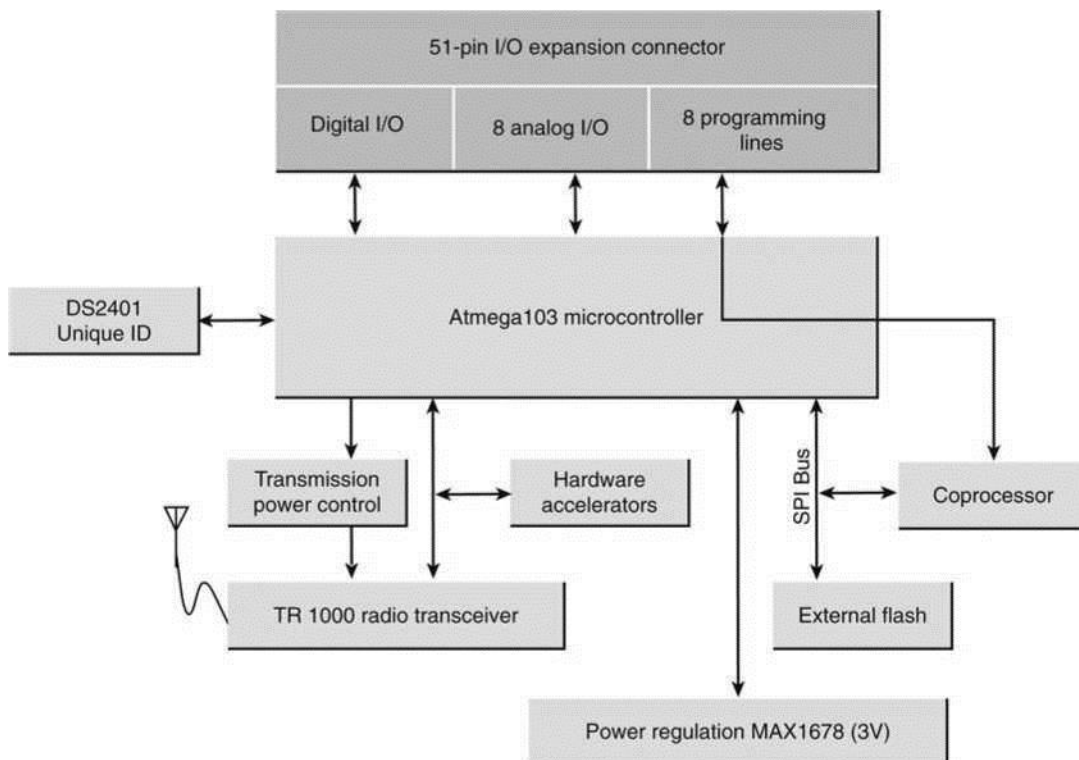 51-pin I/O expansion connector
Digital I/O
8 analog I/O
8 programming
lines
DS2401
Unique ID
Atmega103 microcontroller
Transmission
power control
Hardware
accelerators
SPI Bus
Coprocessor
TR 1000 radio transceiver
External flash
Power regulation MAX1678 (3V)